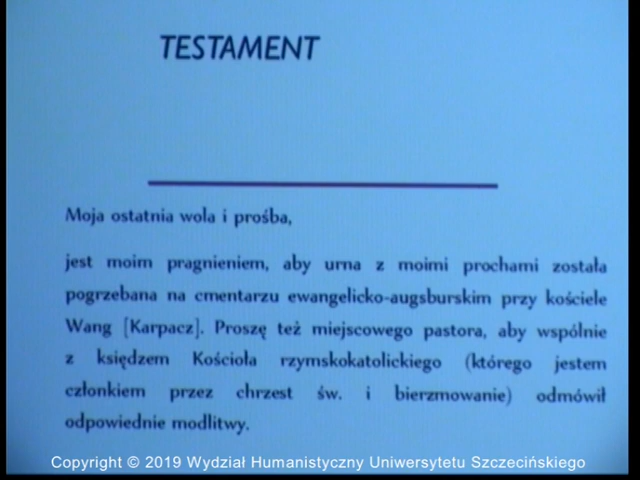 TESTAMENT
Moja ostatnia wola i prośba,
jest moim pragnieniem, aby urna z moimi prochami została
pogrzebana na cmentarzu ewangelicko-augsburskim przy kościele
Wang [Karpacz]. Proszę też miejscowego pastora, aby wspólnie
z księdzem Kościoła rzymskokatolickiego (którego jestem
członkiem przez chrzest św. i bierzmowanie) odmówił
odpowiednie modlitwy.
Copyright © 2019 Wydział Humanistyczny Uniwersytetu Szczecińskiego